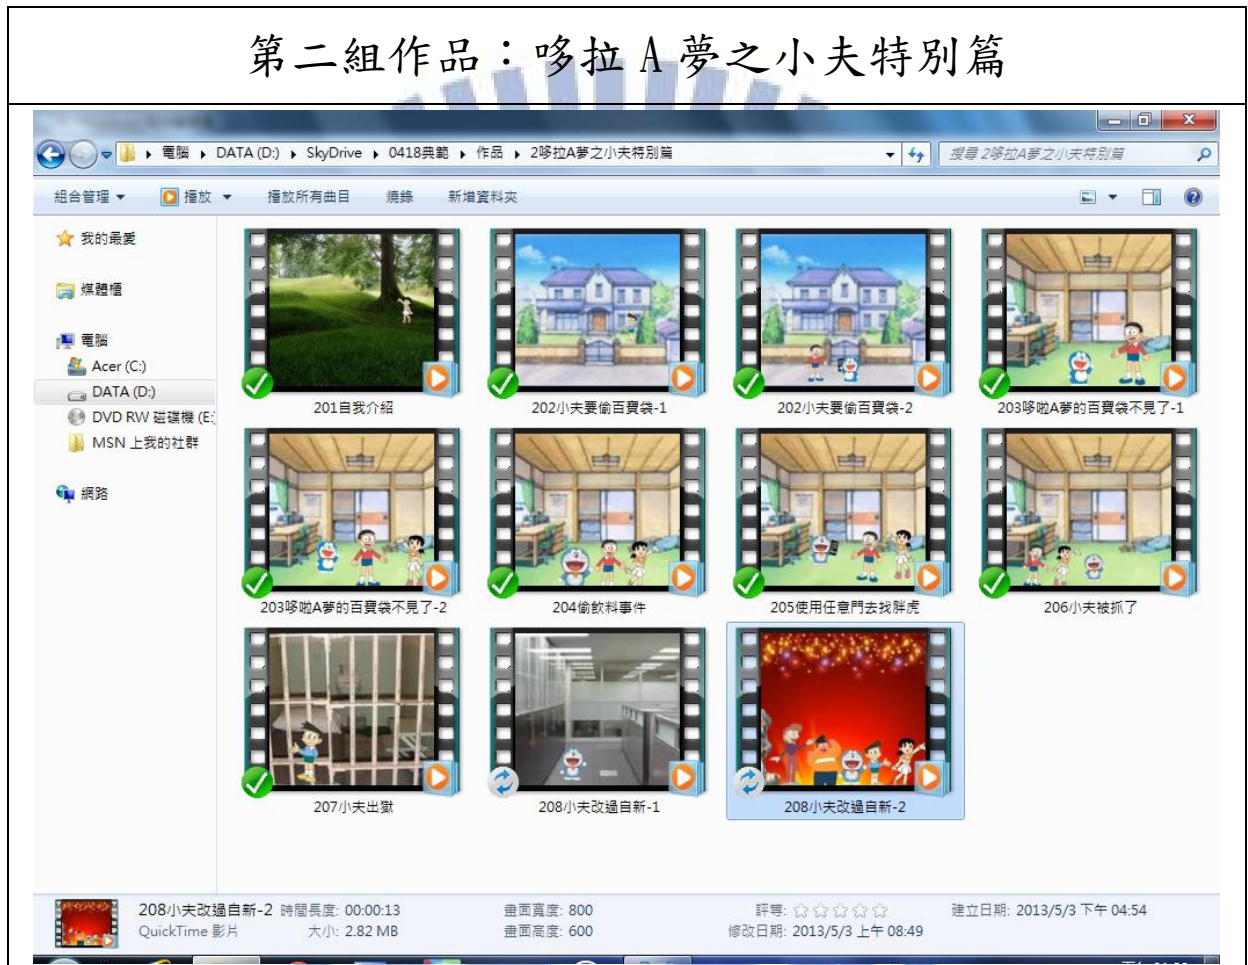 第二組作品：哆拉A夢之小夫特別篇
電腦 DATA (D:) SkyDrive 0418典範 作品 2哆拉A夢之小夫特別篇
搜尋 2哆拉A夢之小夫特別篇
組合管理 播放 播放所有曲目 燒錄 新增資料夾
我的最愛
媒體櫃
電腦
Acer (C:)
DATA (D:)
DVD RW 磁碟機 (E:
MSN 上我的社群
網路
201自我介紹
202小夫要偷百寶袋-1
202小夫要偷百寶袋-2
203哆啦A夢的百寶袋不見了-1
203哆啦A夢的百寶袋不見了-2
204偷飲料事件
205使用任意門去找胖虎
206小夫被抓了
207小夫出獄
208小夫改過自新-1
208小夫改過自新-2
208小夫改過自新-2 時間長度: 00:00:13 畫面寬度: 800 評等: 建立日期: 2013/5/3 下午 04:54
QuickTime 影片 大小: 2.82 MB 畫面高度: 600 修改日期: 2013/5/3 上午 08:49